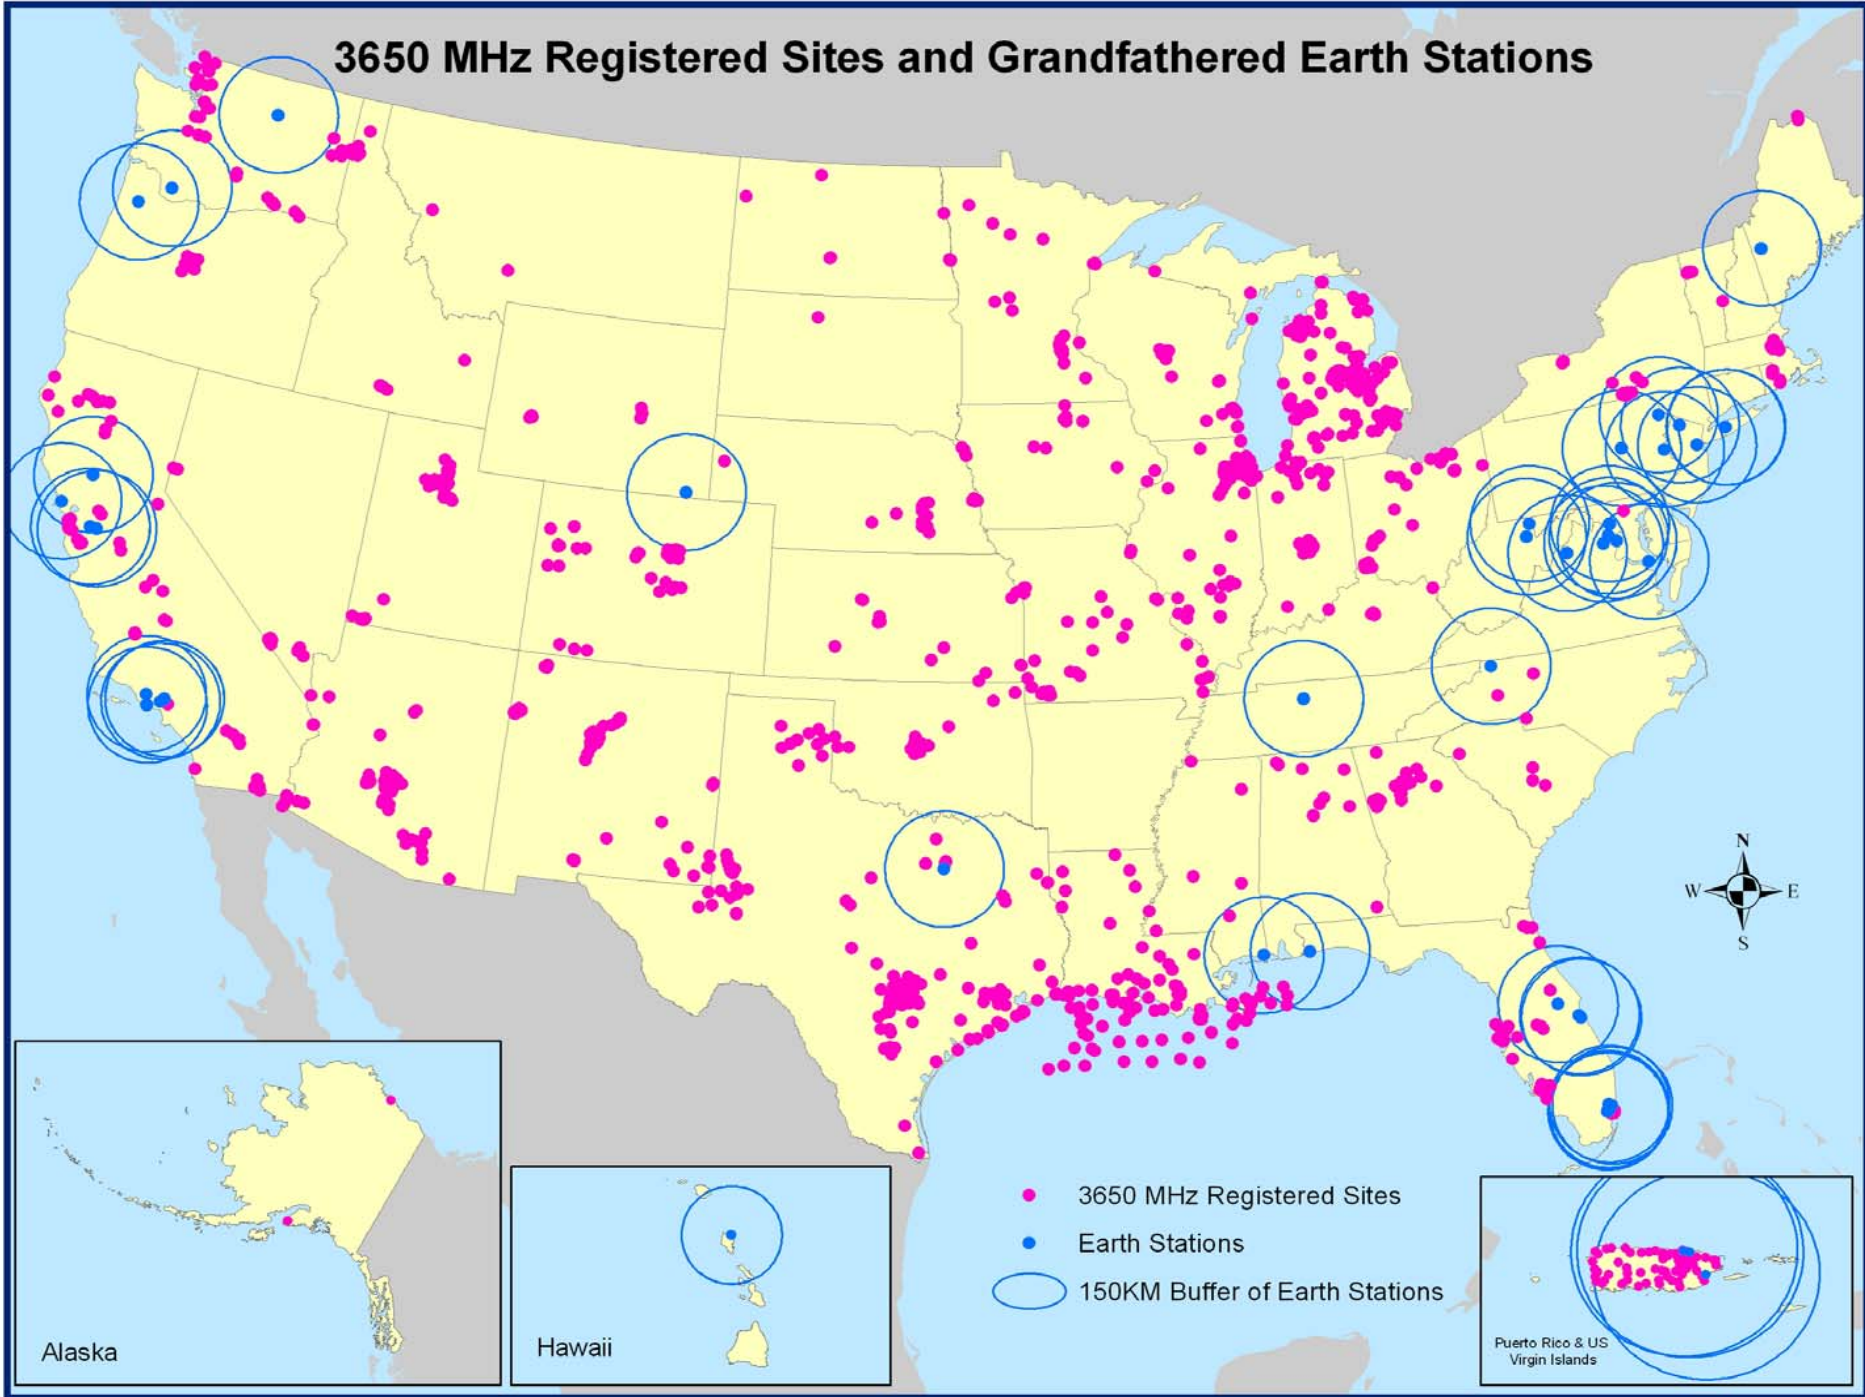 3650 MHz Registered Sites and Grandfathered Earth Stations
N
W E
S
3650 MHz Registered Sites
Earth Stations
150KM Buffer of Earth Stations
Alaska
Hawaii
Puerto Rico & US
Virgin Islands